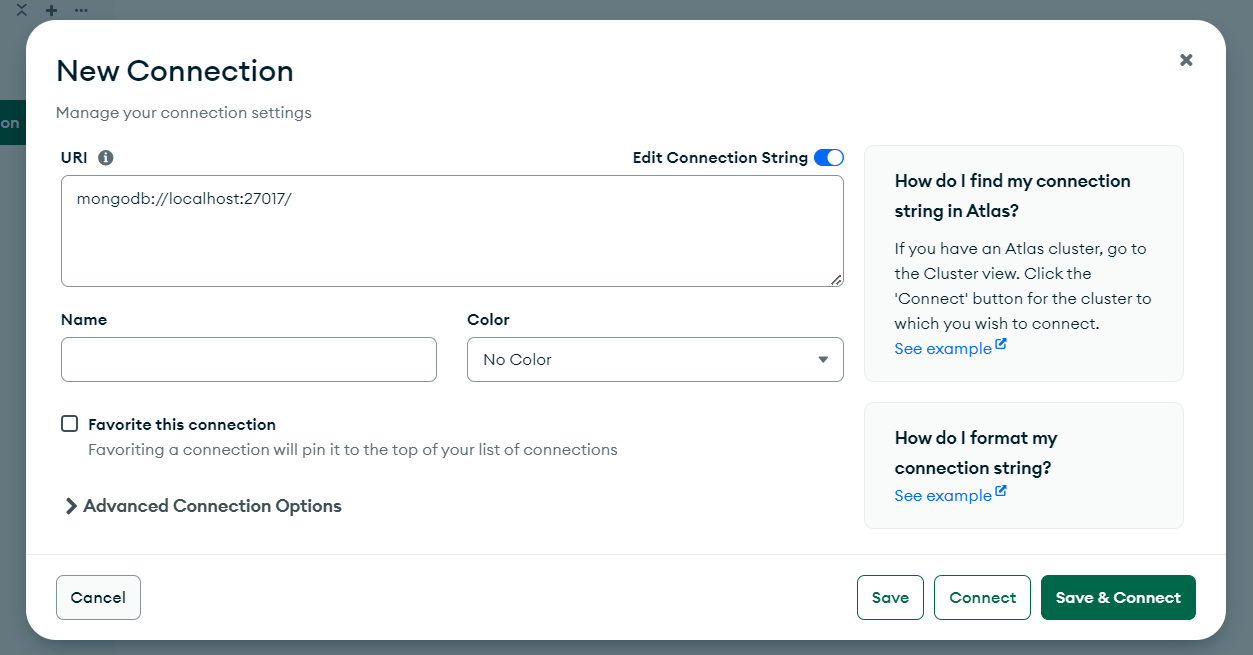 New Connection
Manage your connection settings
on
URI
Edit Connection String
mongodb://localhost:27017/
Name
Color
No Color
Favorite this connection
Favoriting a connection will pin it to the top of your list of connections
Advanced Connection Options
How do I find my connection
string in Atlas?
If you have an Atlas cluster, go to
the Cluster view. Click the
'Connect' button for the cluster to
which you wish to connect.
See example
How do I format my
connection string?
See example
Cancel
Save
Connect
Save & Connect